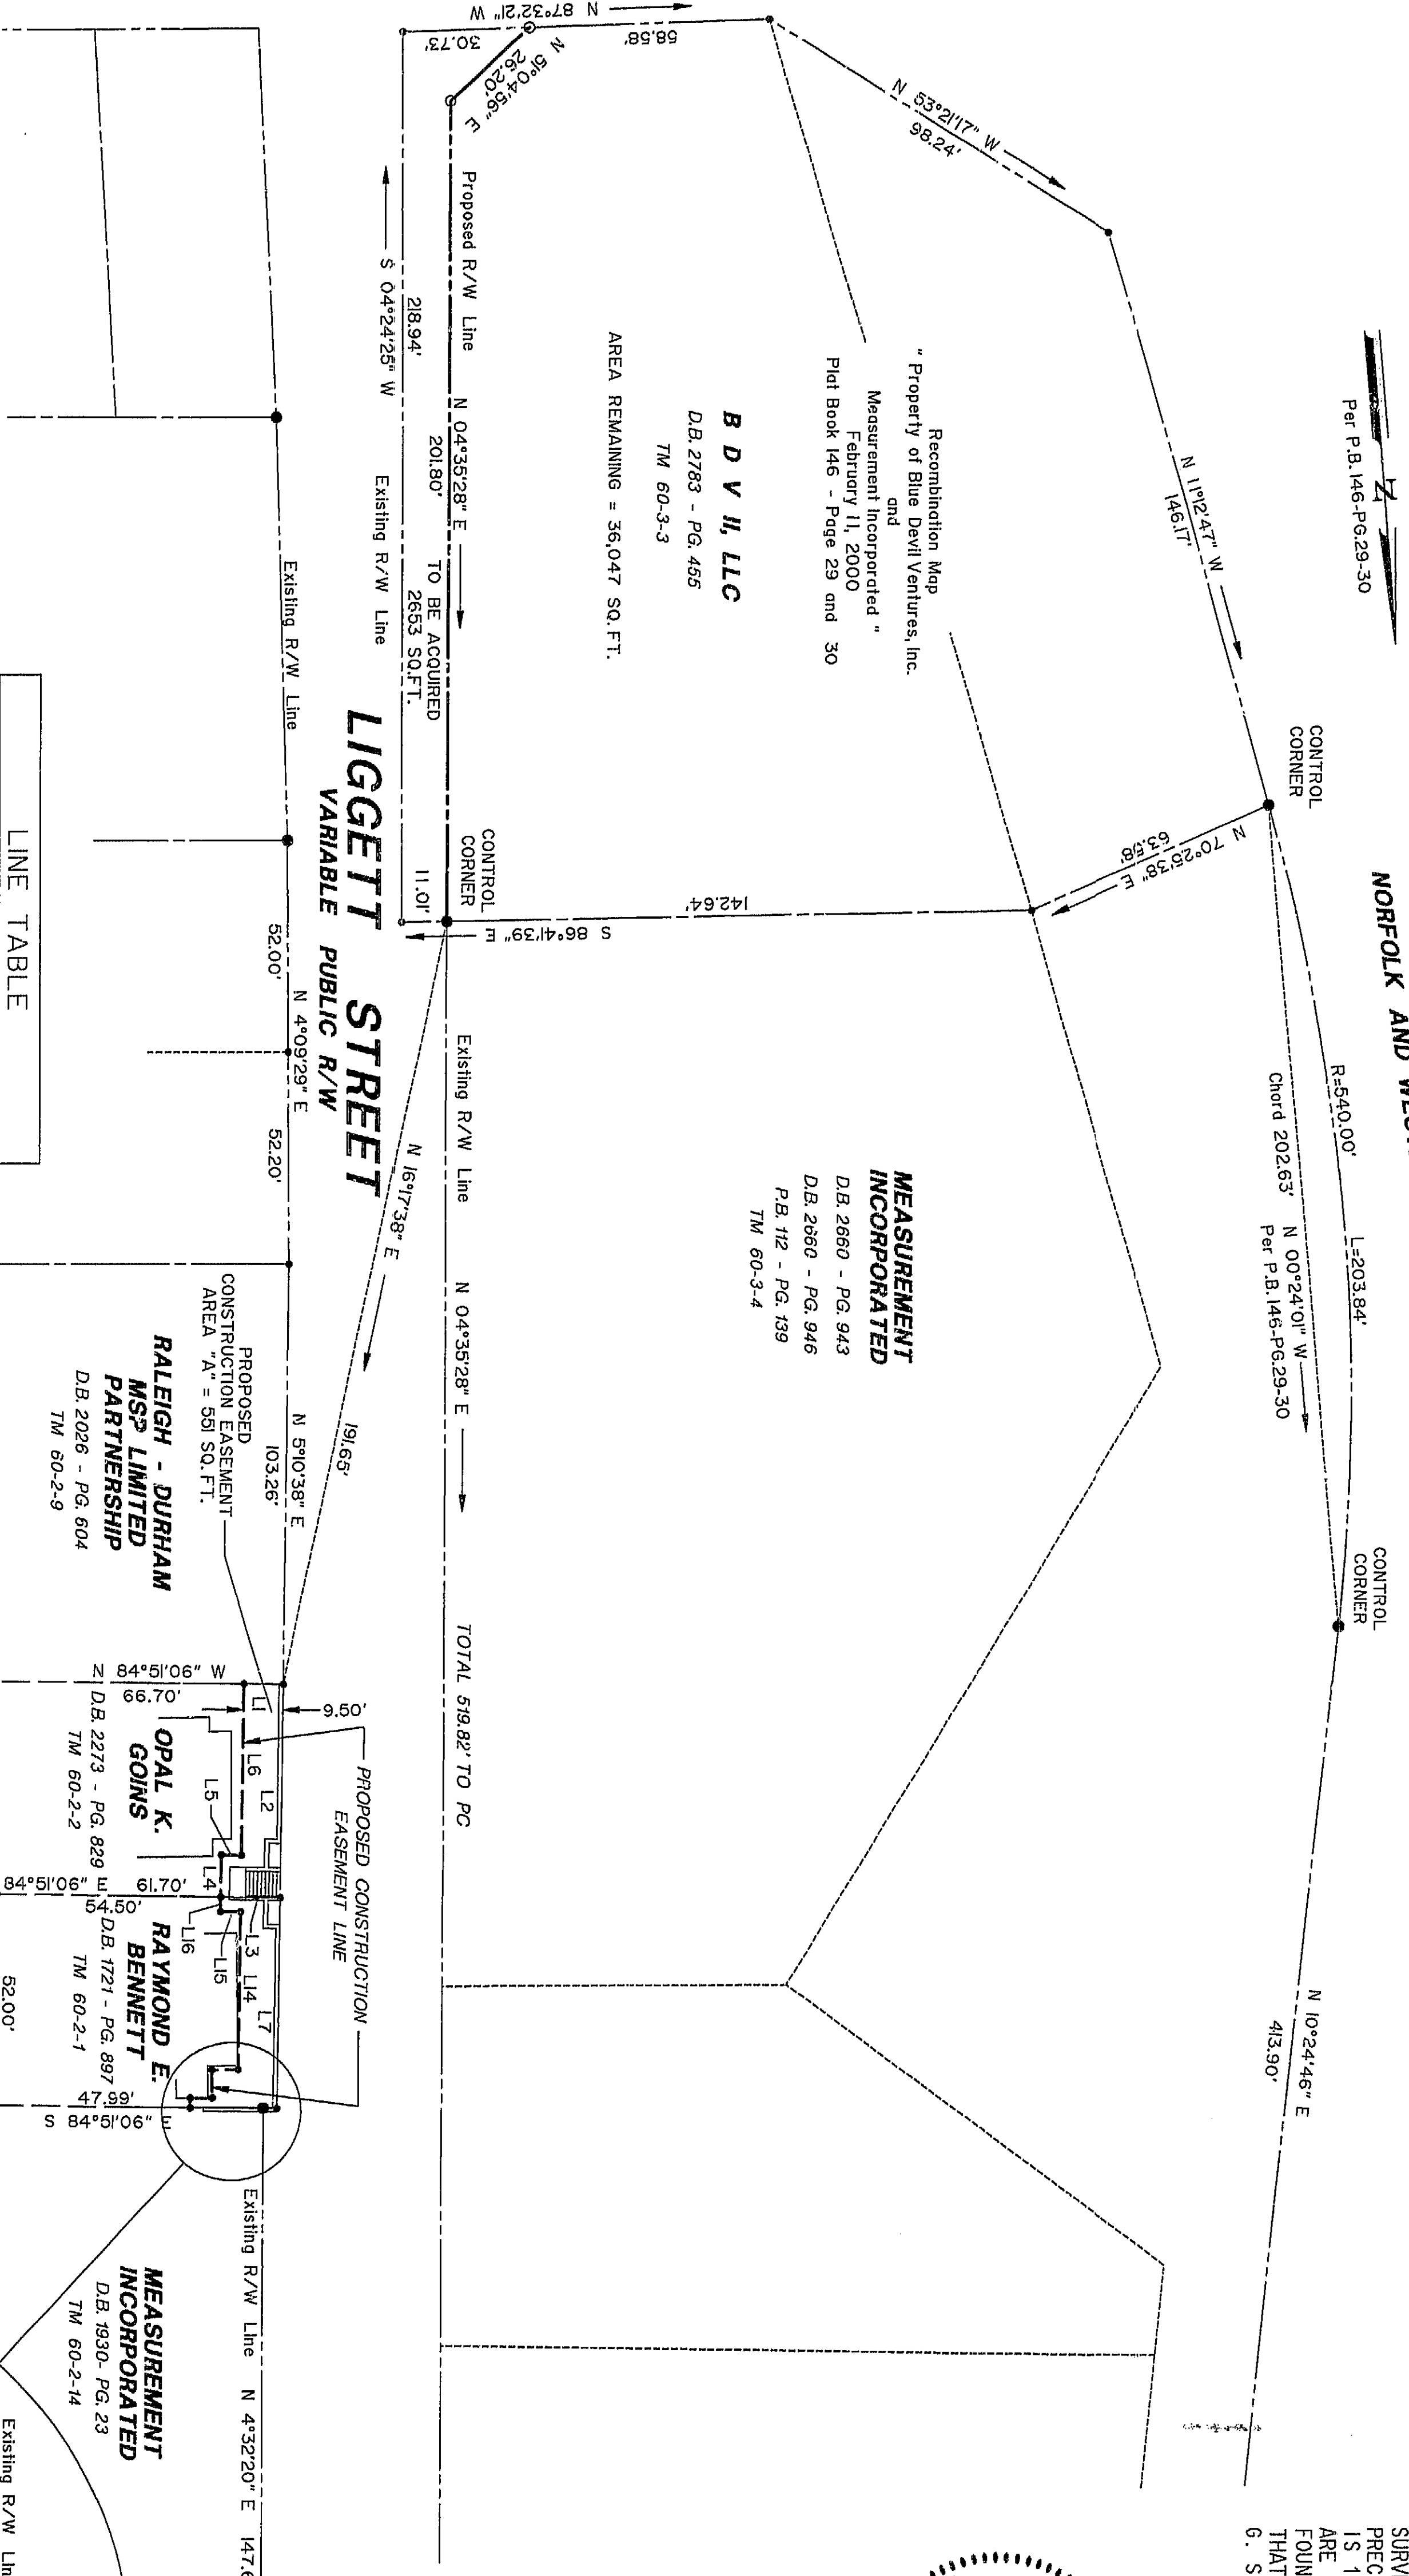 Per P.B. 146-PG.29-30
N
NORFOLK AND
SURV
PREC
IS 1
ARE
FOUN
THAT
G. S
N 87°32'21" W
30.73'
58.58'
N 51°04'56" E
26.20'
N 53°21'17" W
98.24'
N 11°12'47" W
146.17'
CONTROL
CORNER
N 70°25'38" E
63.58'
R=540.00'
L=203.84'
Chord 202.63'
N 00°24'01" W
Per P.B. 146-PG.29-30
CONTROL
CORNER
N 10°24'46" E
413.90'
Recombination Map
" Property of Blue Devil Ventures, Inc.
and
Measurement Incorporated "
February 11, 2000
Plat Book 146 - Page 29 and 30
B D V II, LLC
D.B. 2783 - PG. 455
TM 60-3-3
AREA REMAINING = 36,047 SQ.FT.
MEASUREMENT
INCORPORATED
D.B. 2660 - PG. 943
D.B. 2660 - PG. 946
P.B. 112 - PG. 139
TM 60-3-4
142.64'
S 86°41'39" E
CONTROL
CORNER
11.01'
Proposed R/W Line
N 04°35'28" E
201.80'
TO BE ACQUIRED
2653 SQ.FT.
218.94'
S 04°24'25" W
Existing R/W Line
Existing R/W Line
N 04°35'28" E
TOTAL 519.82' TO PC
N 16°17'38" E
191.65'
LIGGETT STREET
VARIABLE PUBLIC R/W
Existing R/W Line
52.00'
N 4°09'29" E
52.20'
N 5°10'38" E
103.26'
PROPOSED
CONSTRUCTION EASEMENT
AREA "A" = 551 SQ.FT.
RALEIGH - DURHAM
MSP LIMITED
PARTNERSHIP
D.B. 2026 - PG. 604
TM 60-2-9
PROPOSED CONSTRUCTION
EASEMENT LINE
9.50'
N 84°51'06" W
66.70'
L1
L6
L2
L5
L4
L3
L14
L7
L15
L16
OPAL K.
GOINS
D.B. 2273 - PG. 829
TM 60-2-2
84°51'06" E
61.70'
54.50'
RAYMOND E.
BENNETT
D.B. 1721 - PG. 897
TM 60-2-1
52.00'
47.99'
S 84°51'06" E
Existing R/W Line
N 4°32'20" E
147.6
MEASUREMENT
INCORPORATED
D.B. 1930- PG. 23
TM 60-2-14
Existing R/W Lin
LINE TABLE